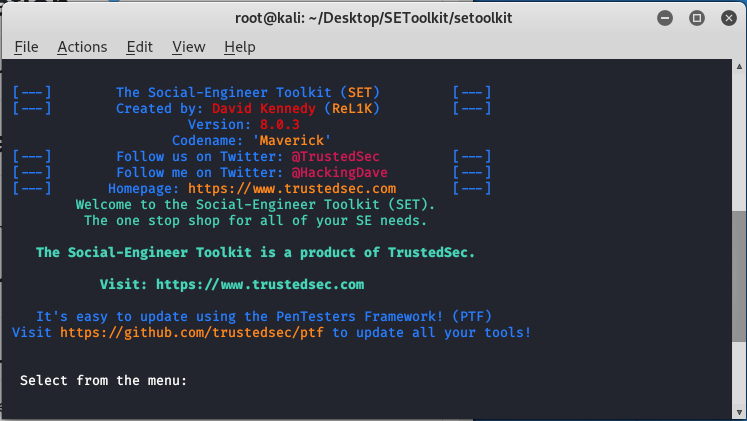 root@kali: ~/Desktop/SEToolkit/setoolkit
File Actions Edit View Help
[---] The Social-Engineer Toolkit (SET) [---]
[---] Created by: David Kennedy (ReL1K) [---]
Version: 8.0.3
Codename: 'Maverick'
[---] Follow us on Twitter: @TrustedSec [---]
[---] Follow me on Twitter: @HackingDave [---]
[---] Homepage: https://www.trustedsec.com [---]
Welcome to the Social-Engineer Toolkit (SET).
The one stop shop for all of your SE needs.
The Social-Engineer Toolkit is a product of TrustedSec.
Visit: https://www.trustedsec.com
It's easy to update using the PenTesters Framework! (PTF)
Visit https://github.com/trustedsec/ptf to update all your tools!
Select from the menu: